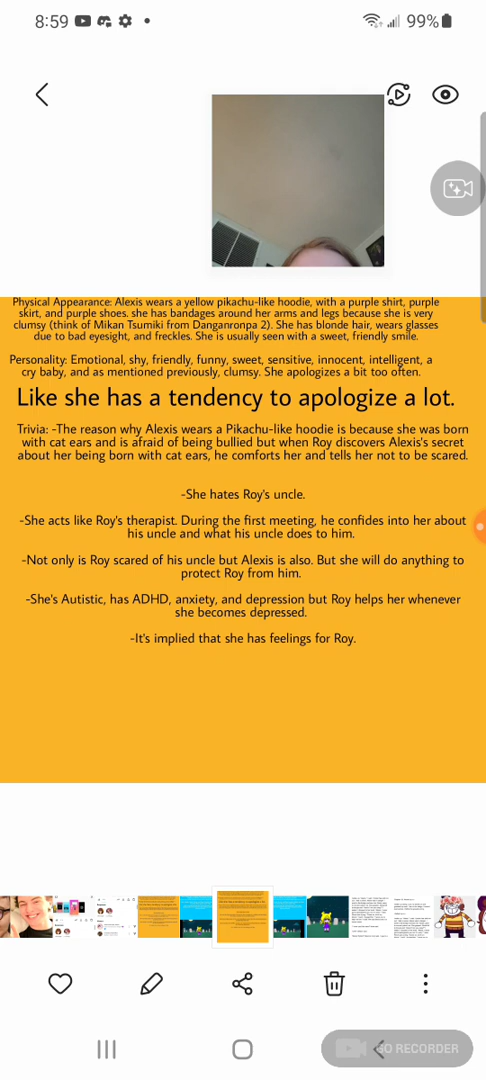 8:59
99%
Physical Appearance: Alexis wears a yellow pikachu-like hoodie, with a purple shirt, purple
skirt, and purple shoes. she has bandages around her arms and legs because she is very
clumsy (think of Mikan Tsumiki from Danganronpa 2). She has blonde hair, wears glasses
due to bad eyesight, and freckles. She is usually seen with a sweet, friendly smile.
Personality: Emotional, shy, friendly, funny, sweet, sensitive, innocent, intelligent, a
cry baby, and as mentioned previously, clumsy. She apologizes a bit too often.
Like she has a tendency to apologize a lot.
Trivia: -The reason why Alexis wears a Pikachu-like hoodie is because she was born
with cat ears and is afraid of being bullied but when Roy discovers Alexis's secret
about her being born with cat ears, he comforts her and tells her not to be scared.
-She hates Roy's uncle.
-She acts like Roy's therapist. During the first meeting, he confides into her about
his uncle and what his uncle does to him.
-Not only is Roy scared of his uncle but Alexis is also. But she will do anything to
protect Roy from him.
-She's Autistic, has ADHD, anxiety, and depression but Roy helps her whenever
she becomes depressed.
-It's implied that she has feelings for Roy.
GO RECORDER